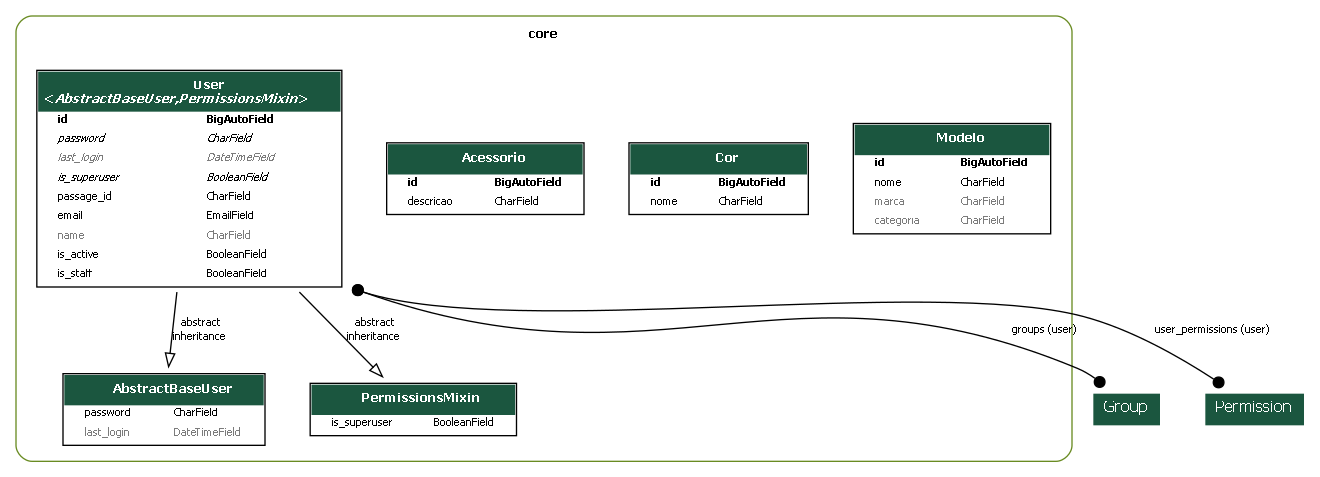 core
User
<AbstractBaseUser,PermissionsMixin>
id BigAutoField
password CharField
last_login DateTimeField
is_superuser BooleanField
passage_id CharField
email EmailField
name CharField
is_active BooleanField
is_staff BooleanField
Acessorio
id BigAutoField
descricao CharField
Cor
id BigAutoField
nome CharField
Modelo
id BigAutoField
nome CharField
marca CharField
categoria CharField
abstract
inheritance
abstract
inheritance
groups (user)
user_permissions (user)
AbstractBaseUser
password CharField
last_login DateTimeField
PermissionsMixin
is_superuser BooleanField
Group
Permission